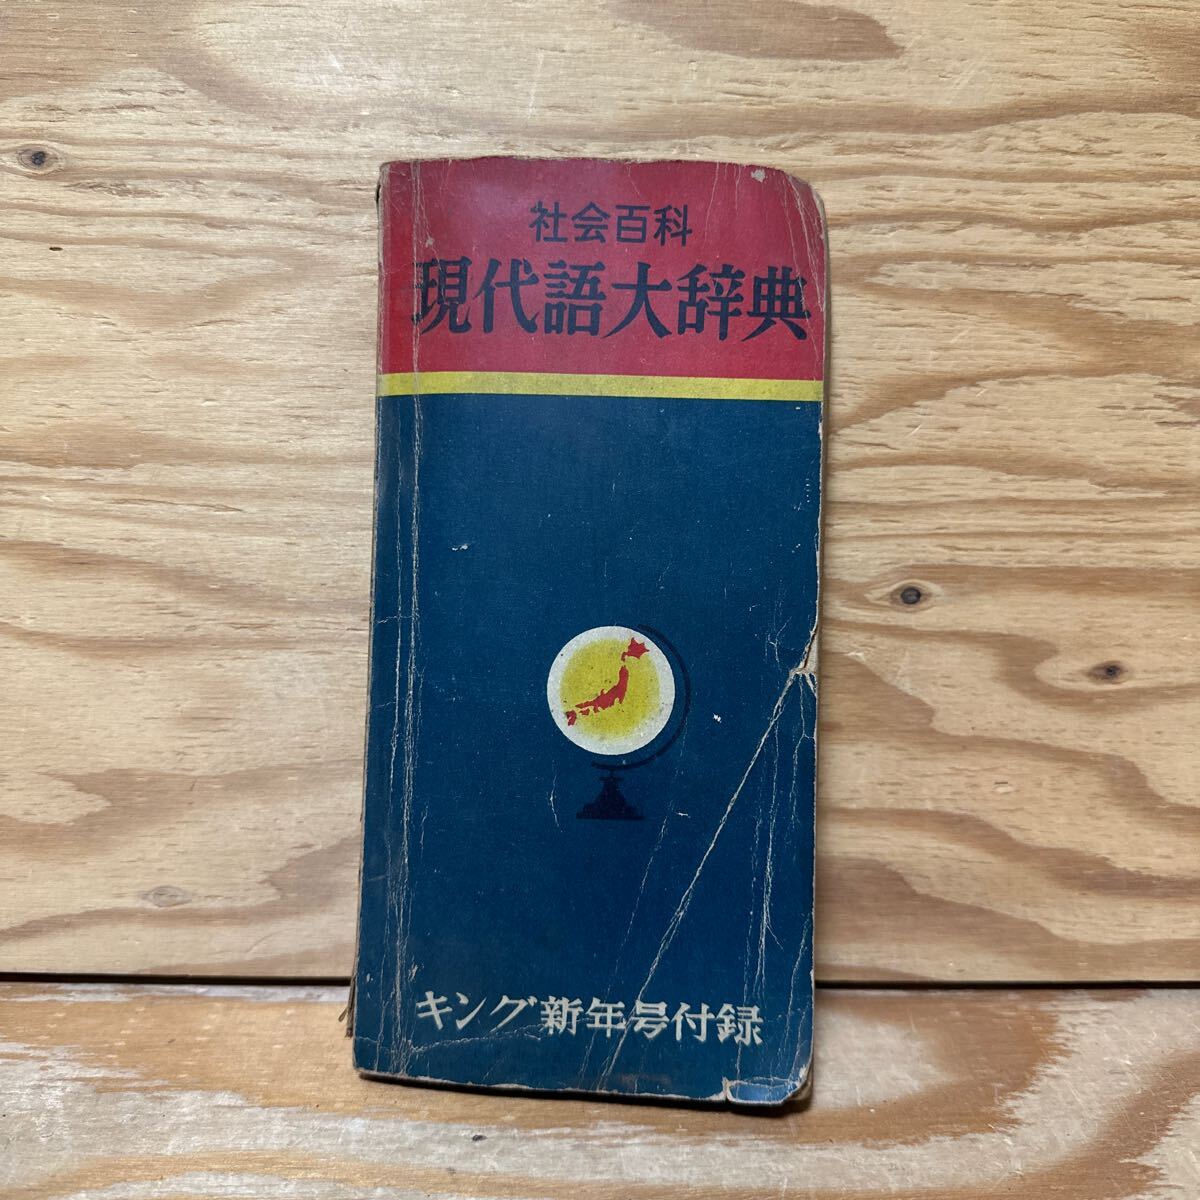 社会百科
現代語大辞典
キング新年号付録